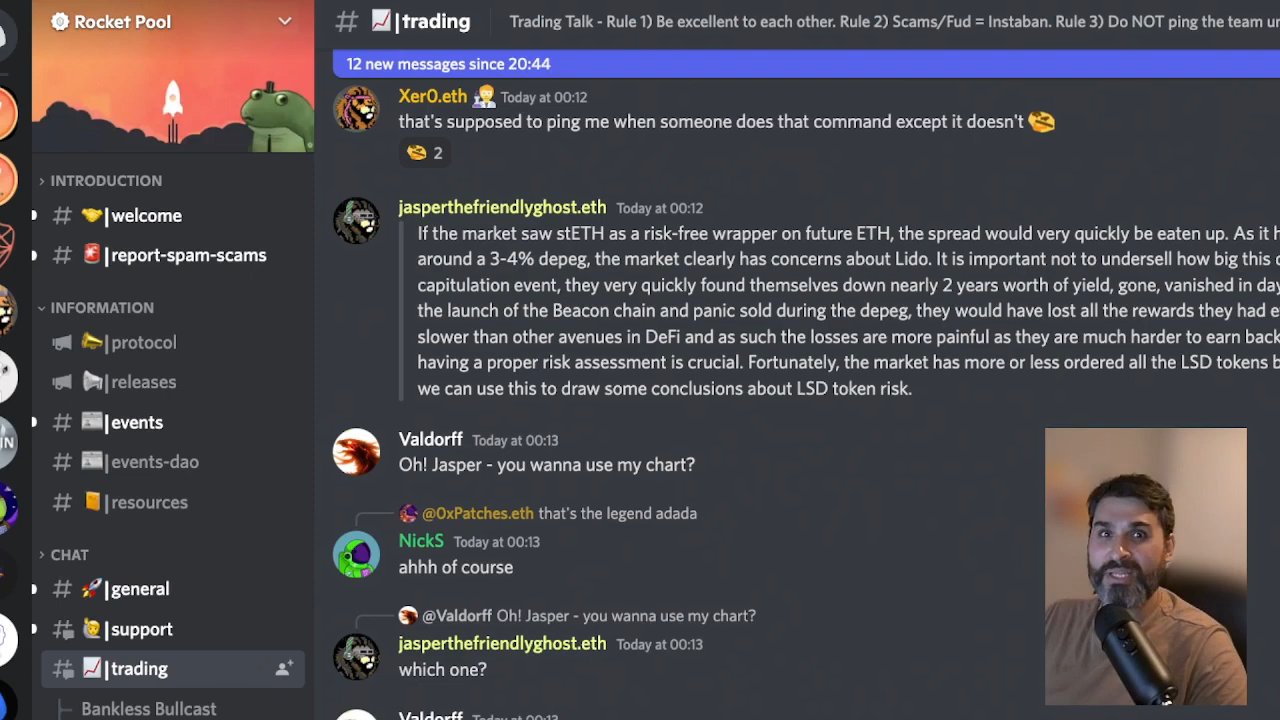 Rocket Pool
INTRODUCTION
# |welcome
# |report-spam-scams
INFORMATION
|protocol
|releases
# |events
# |events-dao
# |resources
CHAT
# |general
# |support
# |trading
Bankless Bullcast
IN
# |trading
Trading Talk - Rule 1) Be excellent to each other. Rule 2) Scams/Fud = Instaban. Rule 3) Do NOT ping the team
12 new messages since 20:44
Xer0.eth Today at 00:12
that's supposed to ping me when someone does that command except it doesn't
2
jasperthefriendlyghost.eth Today at 00:12
If the market saw stETH as a risk-free wrapper on future ETH, the spread would very quickly be eaten up. As it
around a 3-4% depeg, the market clearly has concerns about Lido. It is important not to undersell how big this
capitulation event, they very quickly found themselves down nearly 2 years worth of yield, gone, vanished in
the launch of the Beacon chain and panic sold during the depeg, they would have lost all the rewards they had
slower than other avenues in DeFi and as such the losses are more painful as they are much harder to earn back
having a proper risk assessment is crucial. Fortunately, the market has more or less ordered all the LSD tokens
we can use this to draw some conclusions about LSD token risk.
Valdorff Today at 00:13
Oh! Jasper - you wanna use my chart?
@0xPatches.eth that's the legend adada
NickS Today at 00:13
ahhh of course
@Valdorff Oh! Jasper - you wanna use my chart?
jasperthefriendlyghost.eth Today at 00:13
which one?
Valdorff Today at 00:13